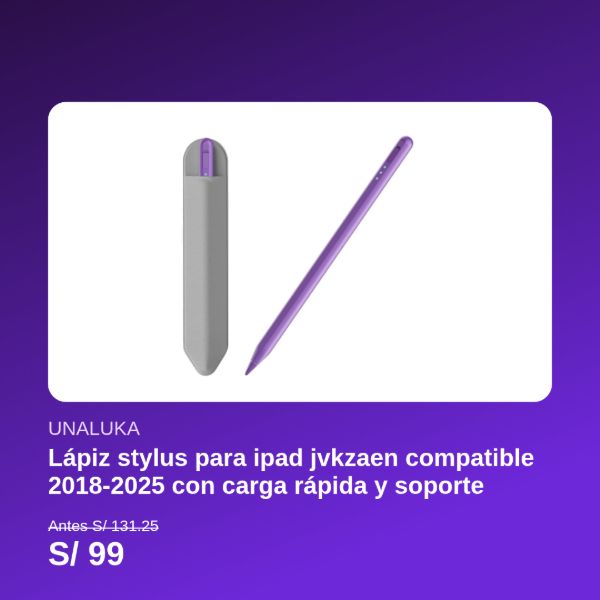 UNALUKA
Lápiz stylus para ipad jvkzaen compatible
2018-2025 con carga rápida y soporte
Antes S/ 131.25
S/ 99